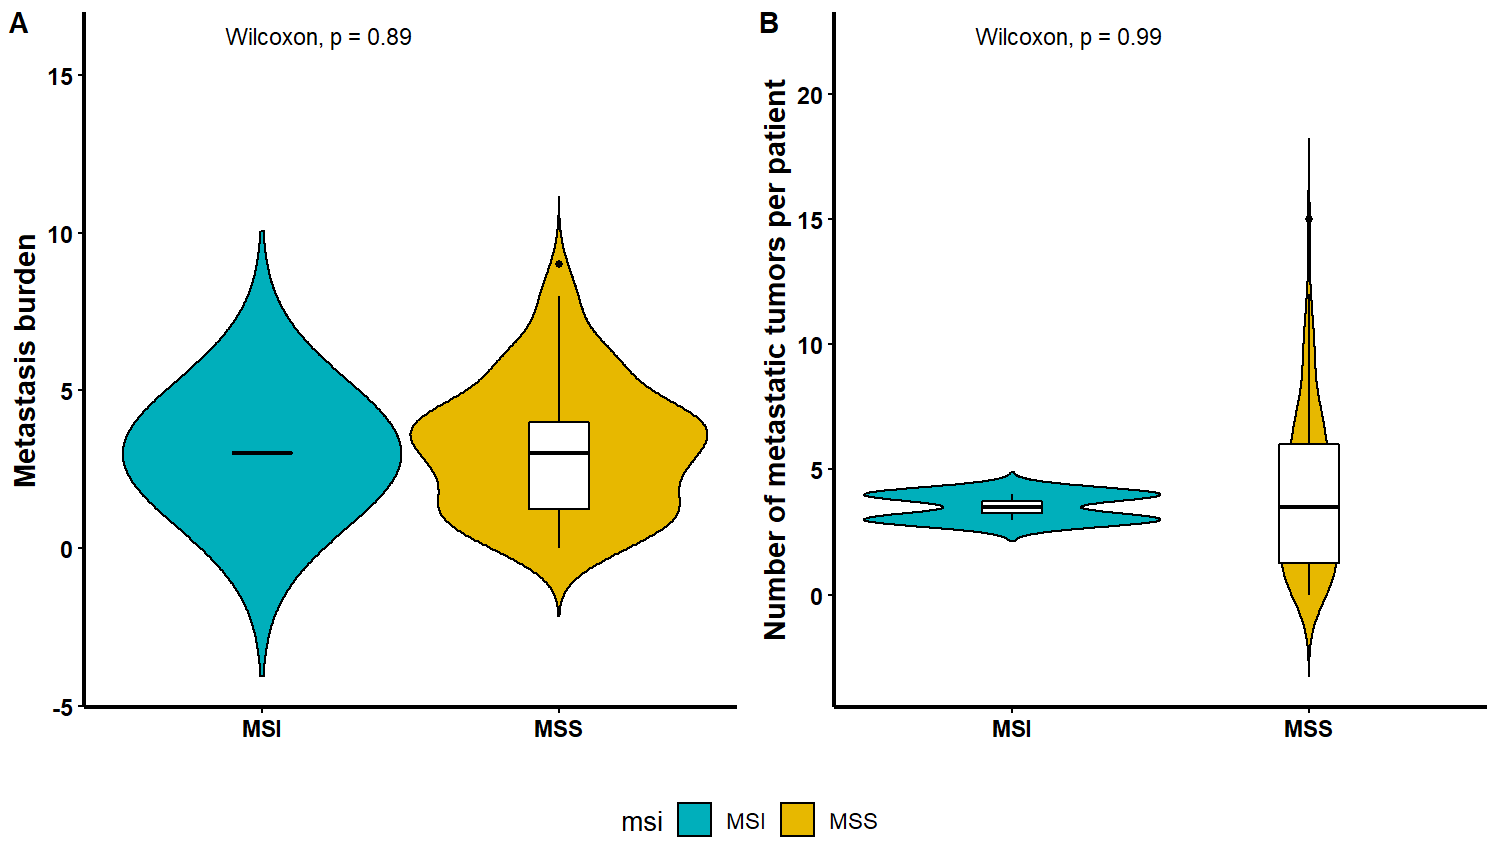 A
Wilcoxon, p = 0.89
Metastasis burden
15
10
5
0
-5
MSI
MSS
B
Wilcoxon, p = 0.99
Number of metastatic tumors per patient
20
15
10
5
0
MSI
MSS
msi MSI MSS